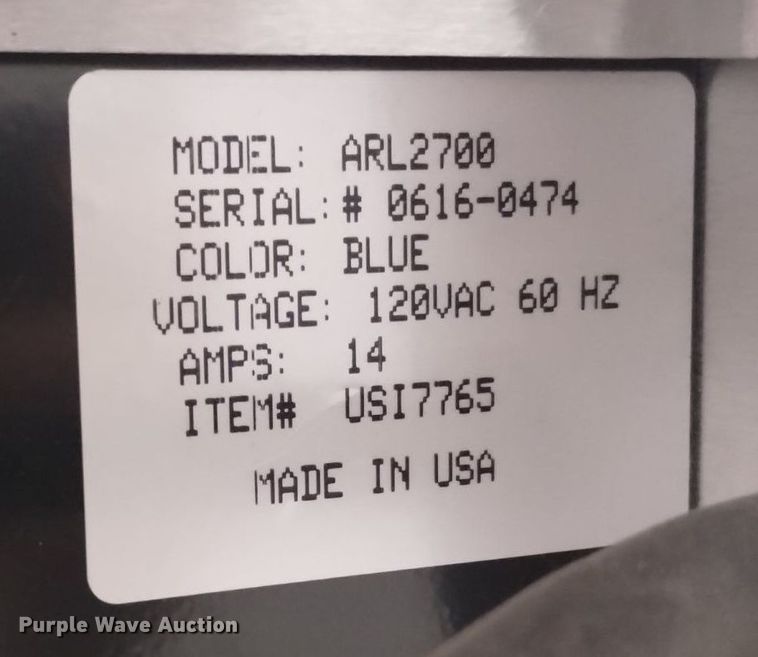 MODEL: ARL2700
SERIAL: # 0616-0474
COLOR: BLUE
VOLTAGE: 120VAC 60 HZ
AMPS: 14
ITEM# USI7765
MADE IN USA
Purple Wave Auction